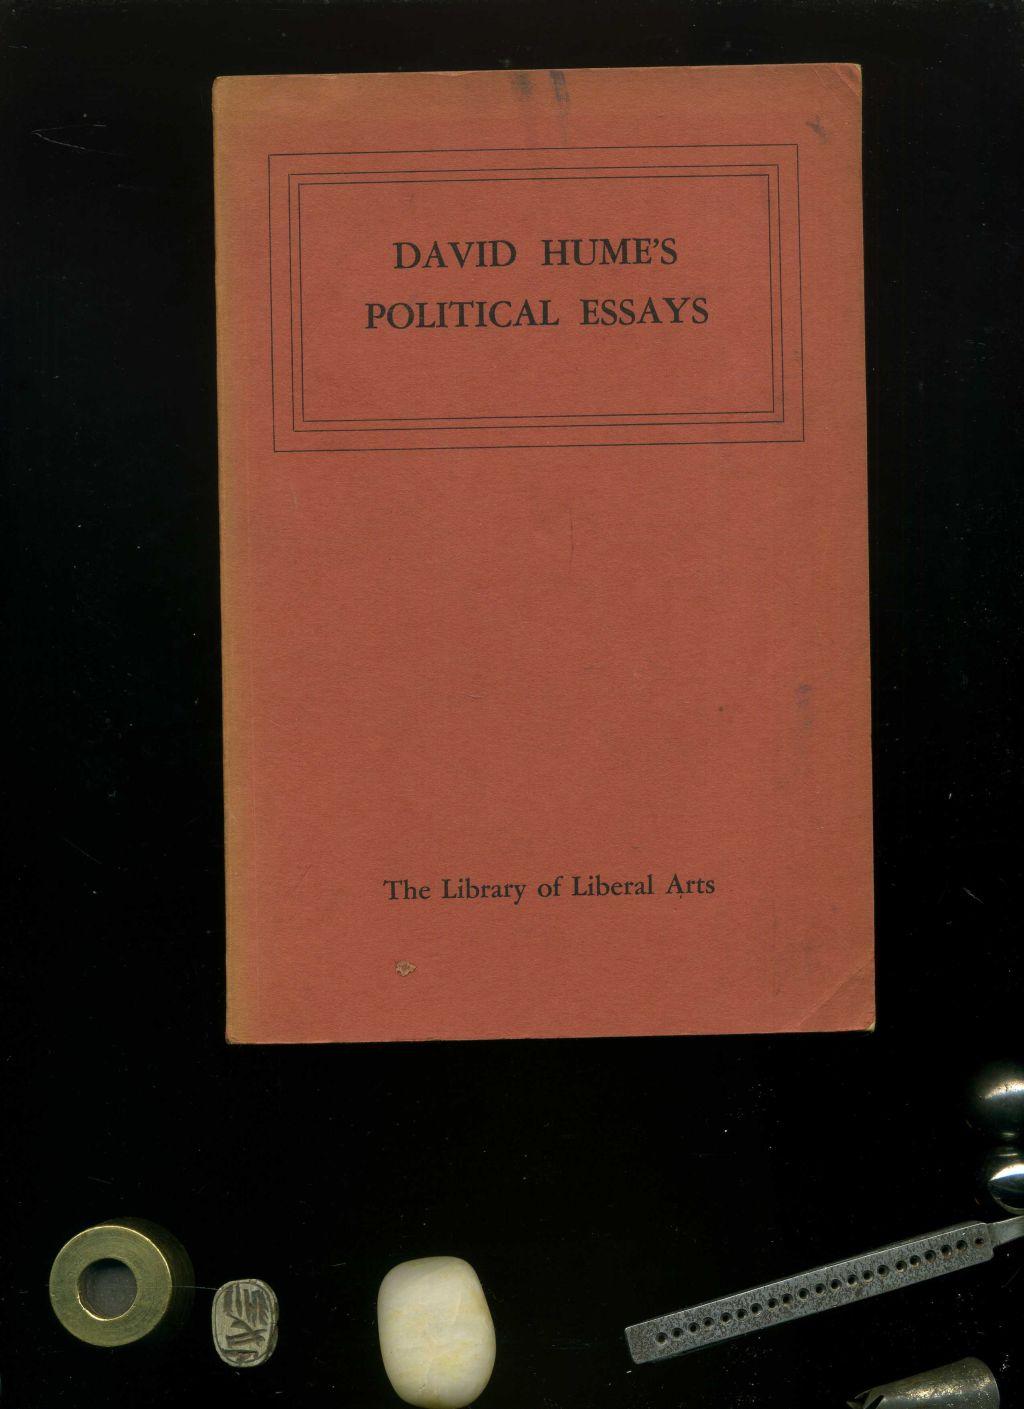 DAVID HUME'S
POLITICAL ESSAYS
The Library of Liberal Arts